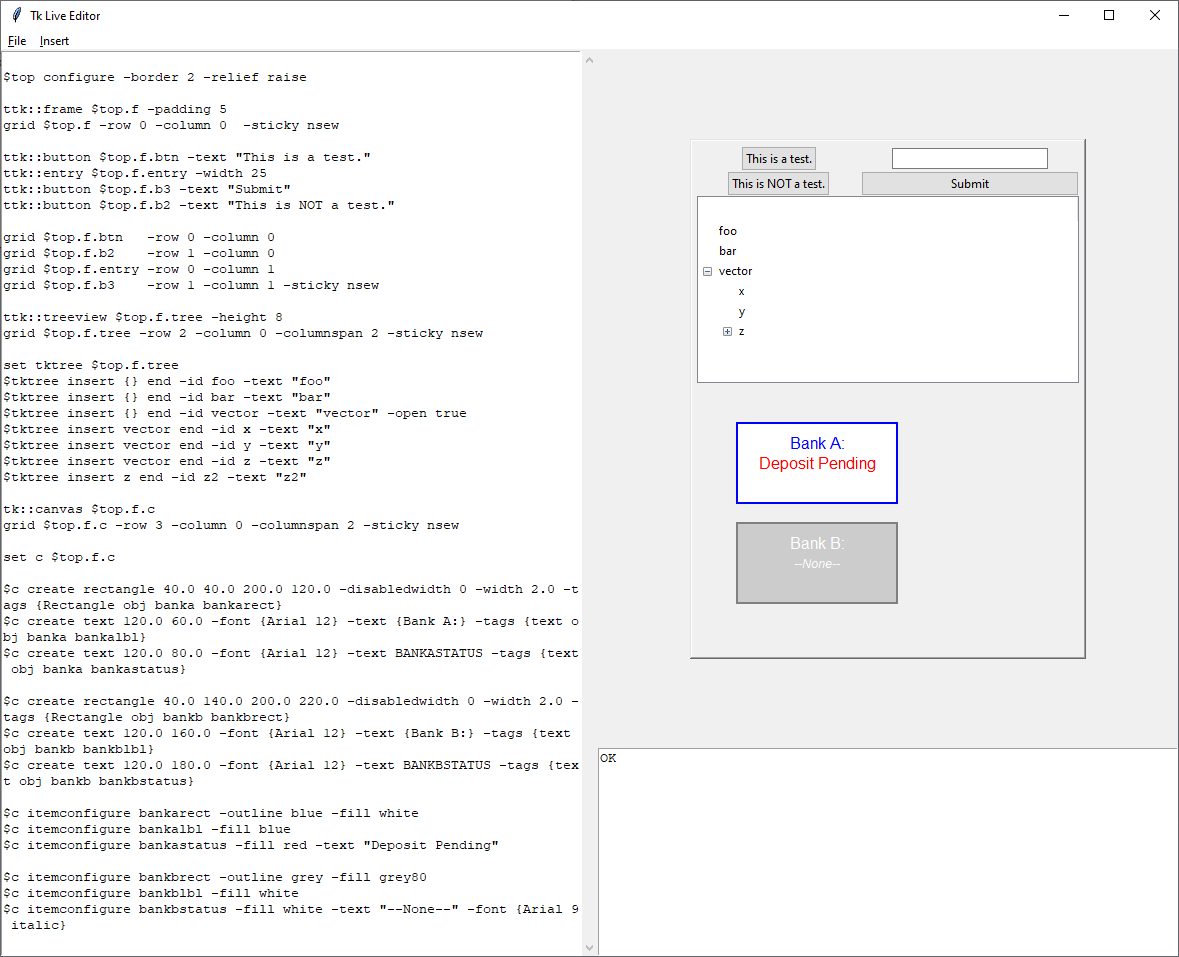 Tk Live Editor
File Insert
$top configure -border 2 -relief raise
ttk::frame $top.f -padding 5
grid $top.f -row 0 -column 0  -sticky nsew
ttk::button $top.f.btn -text "This is a test."
ttk::entry $top.f.entry -width 25
ttk::button $top.f.b3 -text "Submit"
ttk::button $top.f.b2 -text "This is NOT a test."
grid $top.f.btn   -row 0 -column 0
grid $top.f.b2    -row 1 -column 0
grid $top.f.entry -row 0 -column 1
grid $top.f.b3    -row 1 -column 1 -sticky nsew
ttk::treeview $top.f.tree -height 8
grid $top.f.tree -row 2 -column 0 -columnspan 2 -sticky nsew
set tktree $top.f.tree
$tktree insert {} end -id foo -text "foo"
$tktree insert {} end -id bar -text "bar"
$tktree insert {} end -id vector -text "vector" -open true
$tktree insert vector end -id x -text "x"
$tktree insert vector end -id y -text "y"
$tktree insert vector end -id z -text "z"
$tktree insert z end -id z2 -text "z2"
tk::canvas $top.f.c
grid $top.f.c -row 3 -column 0 -columnspan 2 -sticky nsew
set c $top.f.c
$c create rectangle 40.0 40.0 200.0 120.0 -disabledwidth 0 -width 2.0 -t
ags {Rectangle obj banka bankarect}
$c create text 120.0 60.0 -font {Arial 12} -text {Bank A:} -tags {text o
bj banka bankalbl}
$c create text 120.0 80.0 -font {Arial 12} -text BANKASTATUS -tags {text
 obj banka bankastatus}
$c create rectangle 40.0 140.0 200.0 220.0 -disabledwidth 0 -width 2.0 -
tags {Rectangle obj bankb bankbrect}
$c create text 120.0 160.0 -font {Arial 12} -text {Bank B:} -tags {text
obj bankb bankblbl}
$c create text 120.0 180.0 -font {Arial 12} -text BANKBSTATUS -tags {tex
t obj bankb bankbstatus}
$c itemconfigure bankarect -outline blue -fill white
$c itemconfigure bankalbl -fill blue
$c itemconfigure bankastatus -fill red -text "Deposit Pending"
$c itemconfigure bankbrect -outline grey -fill grey80
$c itemconfigure bankblbl -fill white
$c itemconfigure bankbstatus -fill white -text "--None--" -font {Arial 9
 italic}
This is a test.
This is NOT a test. Submit
foo
bar
vector
x
y
z
Bank A:
Deposit Pending
Bank B:
--None--
OK